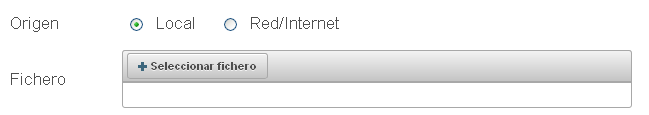 Origen Local Red/Internet
Fichero Seleccionar fichero